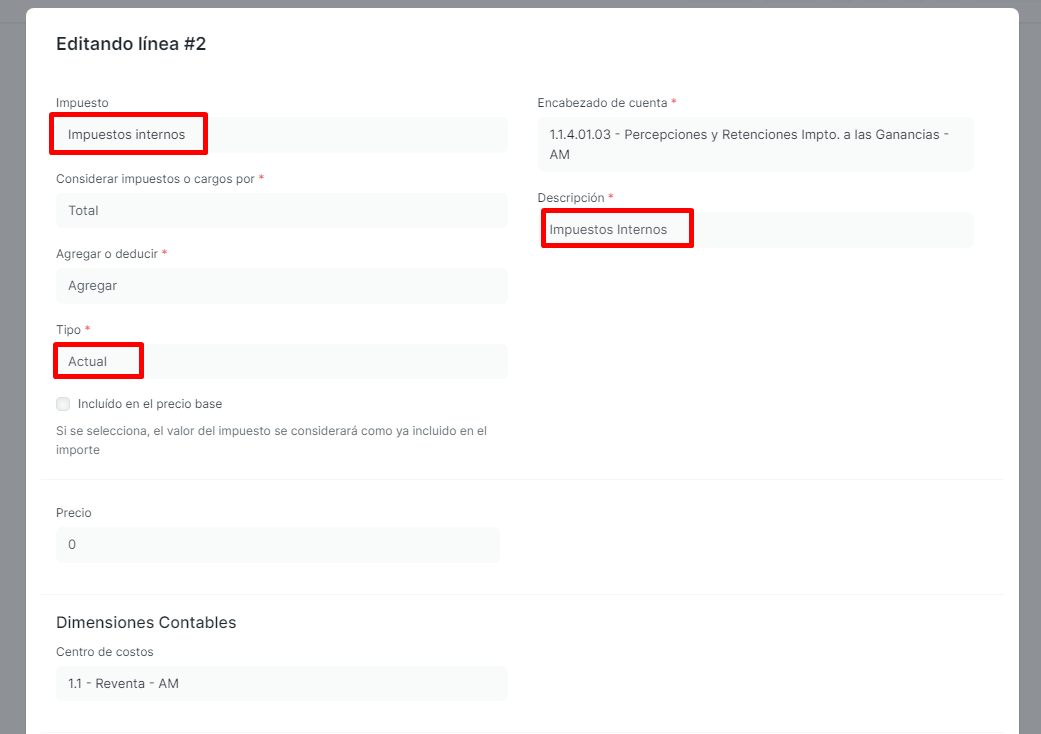 Editando línea #2
Impuesto
Impuestos internos
Considerar impuestos o cargos por *
Total
Agregar o deducir *
Agregar
Tipo *
Actual
Incluído en el precio base
Si se selecciona, el valor del impuesto se considerará como ya incluido en el
importe
Encabezado de cuenta *
1.1.4.01.03 - Percepciones y Retenciones Impto. a las Ganancias -
AM
Descripción *
Impuestos Internos
Precio
0
Dimensiones Contables
Centro de costos
1.1 - Reventa - AM